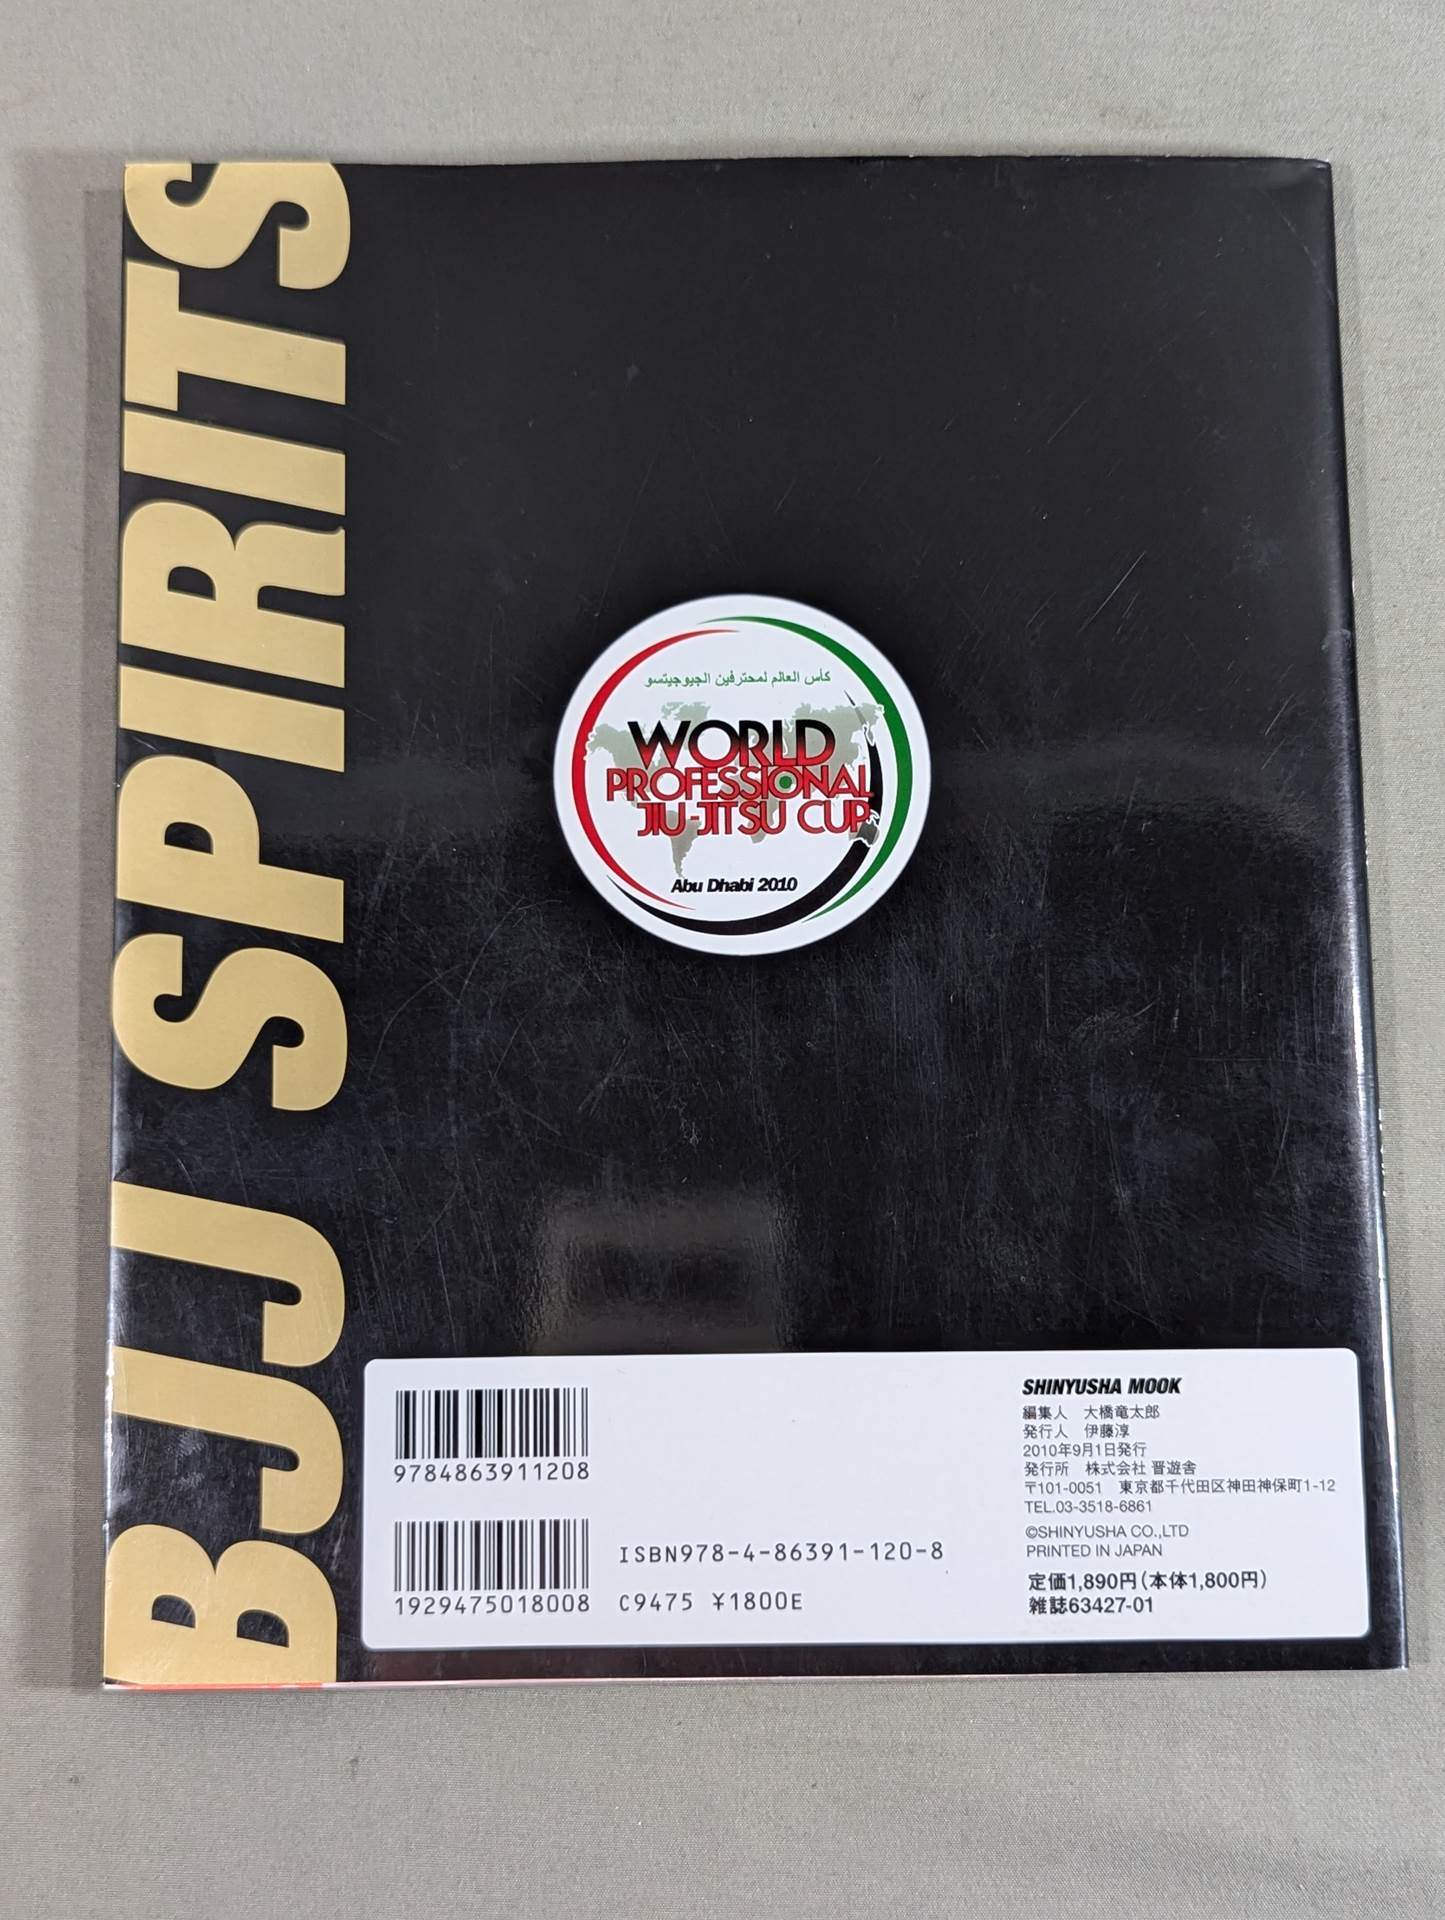 BJJ SPIRITS
كأس العالم لمحترفين الجيوجيتسو
WORLD
PROFESSIONAL
JIU-JITSU CUP
Abu Dhabi 2010
9784863911208
1929475018008
ISBN978-4-86391-120-8
C9475 ¥1800E
SHINYUSHA MOOK
編集人 大橋竜太郎
発行人 伊藤淳
2010年9月1日発行
発行所 株式会社 晋遊舎
〒101-0051 東京都千代田区神田神保町1-12
TEL.03-3518-6861
©SHINYUSHA CO.,LTD
PRINTED IN JAPAN
定価1,890円(本体1,800円)
雑誌63427-01